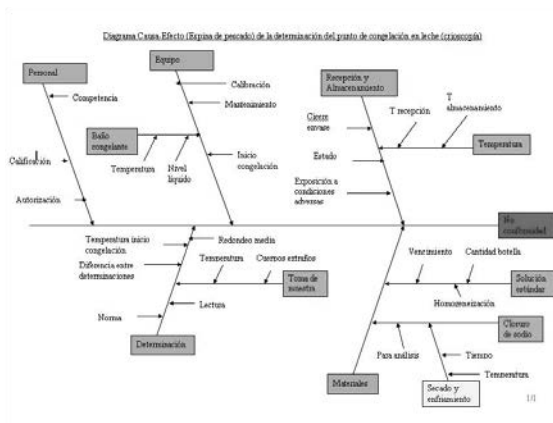 Diagrama Causa-Efecto (Espina de pescado) de la determinación del punto de congelación en leche (crioscopía)
Personal
Equipo
Recepción y
Almacenamiento
Competencia
Calificación
Autorización
Calibración
Mantenimiento
Baño
congelante
Temperatura
Nivel
líquido
Inicio
congelación
Cierre
envase
Estado
Exposición a
condiciones
adversas
T recepción
T
almacenamiento
Temperatura
No
conformidad
Temperatura inicio
congelación
Diferencia entre
determinaciones
Norma
Redondeo media
Temperatura
Cuerpos extraños
Toma de
muestra
Lectura
Determinación
Vencimiento
Cantidad botella
Solución
estándar
Homogeneización
Cloruro
de sodio
Para análisis
Tiempo
Temperatura
Materiales
Secado y
enfriamiento
1/1